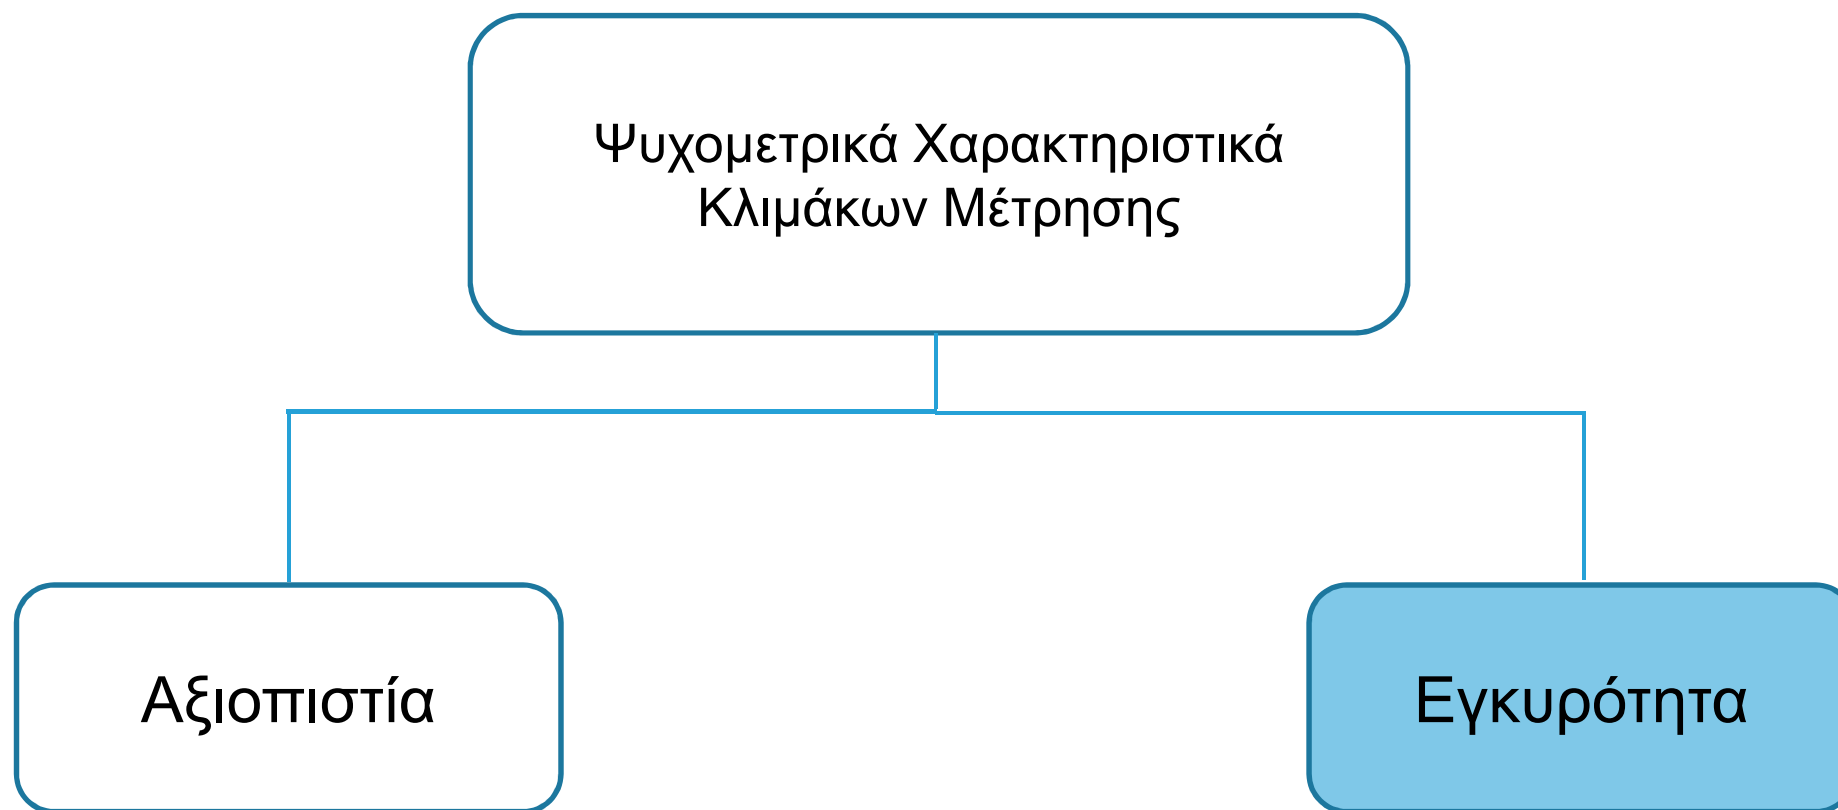 Ψυχομετρικά Χαρακτηριστικά
Κλιμάκων Μέτρησης
Αξιοπιστία
Εγκυρότητα